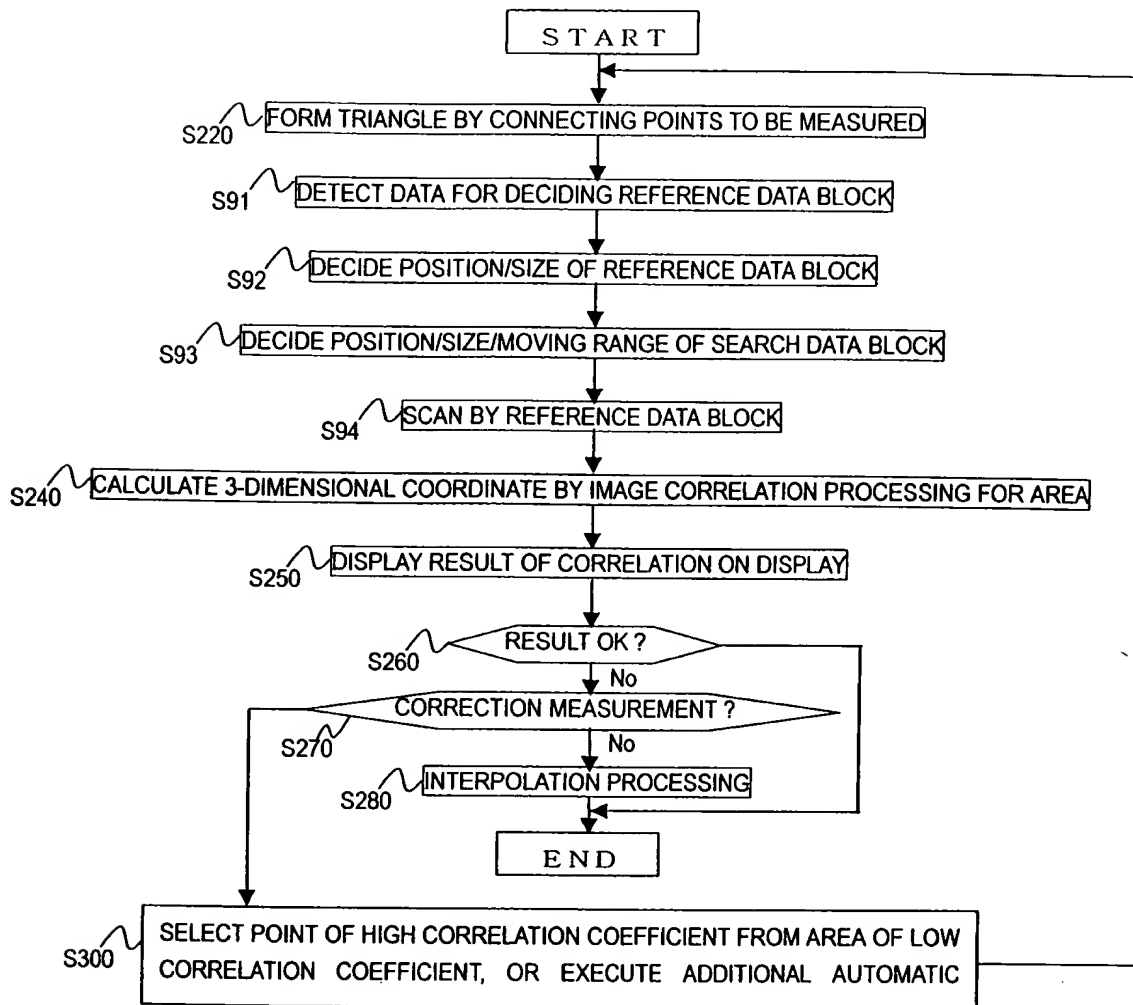 START
S220
FORM TRIANGLE BY CONNECTING POINTS TO BE MEASURED
S91
DETECT DATA FOR DECIDING REFERENCE DATA BLOCK
S92
DECIDE POSITION/SIZE OF REFERENCE DATA BLOCK
S93
DECIDE POSITION/SIZE/MOVING RANGE OF SEARCH DATA BLOCK
S94
SCAN BY REFERENCE DATA BLOCK
S240
CALCULATE 3-DIMENSIONAL COORDINATE BY IMAGE CORRELATION PROCESSING FOR AREA
S250
DISPLAY RESULT OF CORRELATION ON DISPLAY
S260
RESULT OK ?
No
S270
CORRECTION MEASUREMENT ?
No
S280
INTERPOLATION PROCESSING
END
S300
SELECT POINT OF HIGH CORRELATION COEFFICIENT FROM AREA OF LOW
CORRELATION COEFFICIENT, OR EXECUTE ADDITIONAL AUTOMATIC